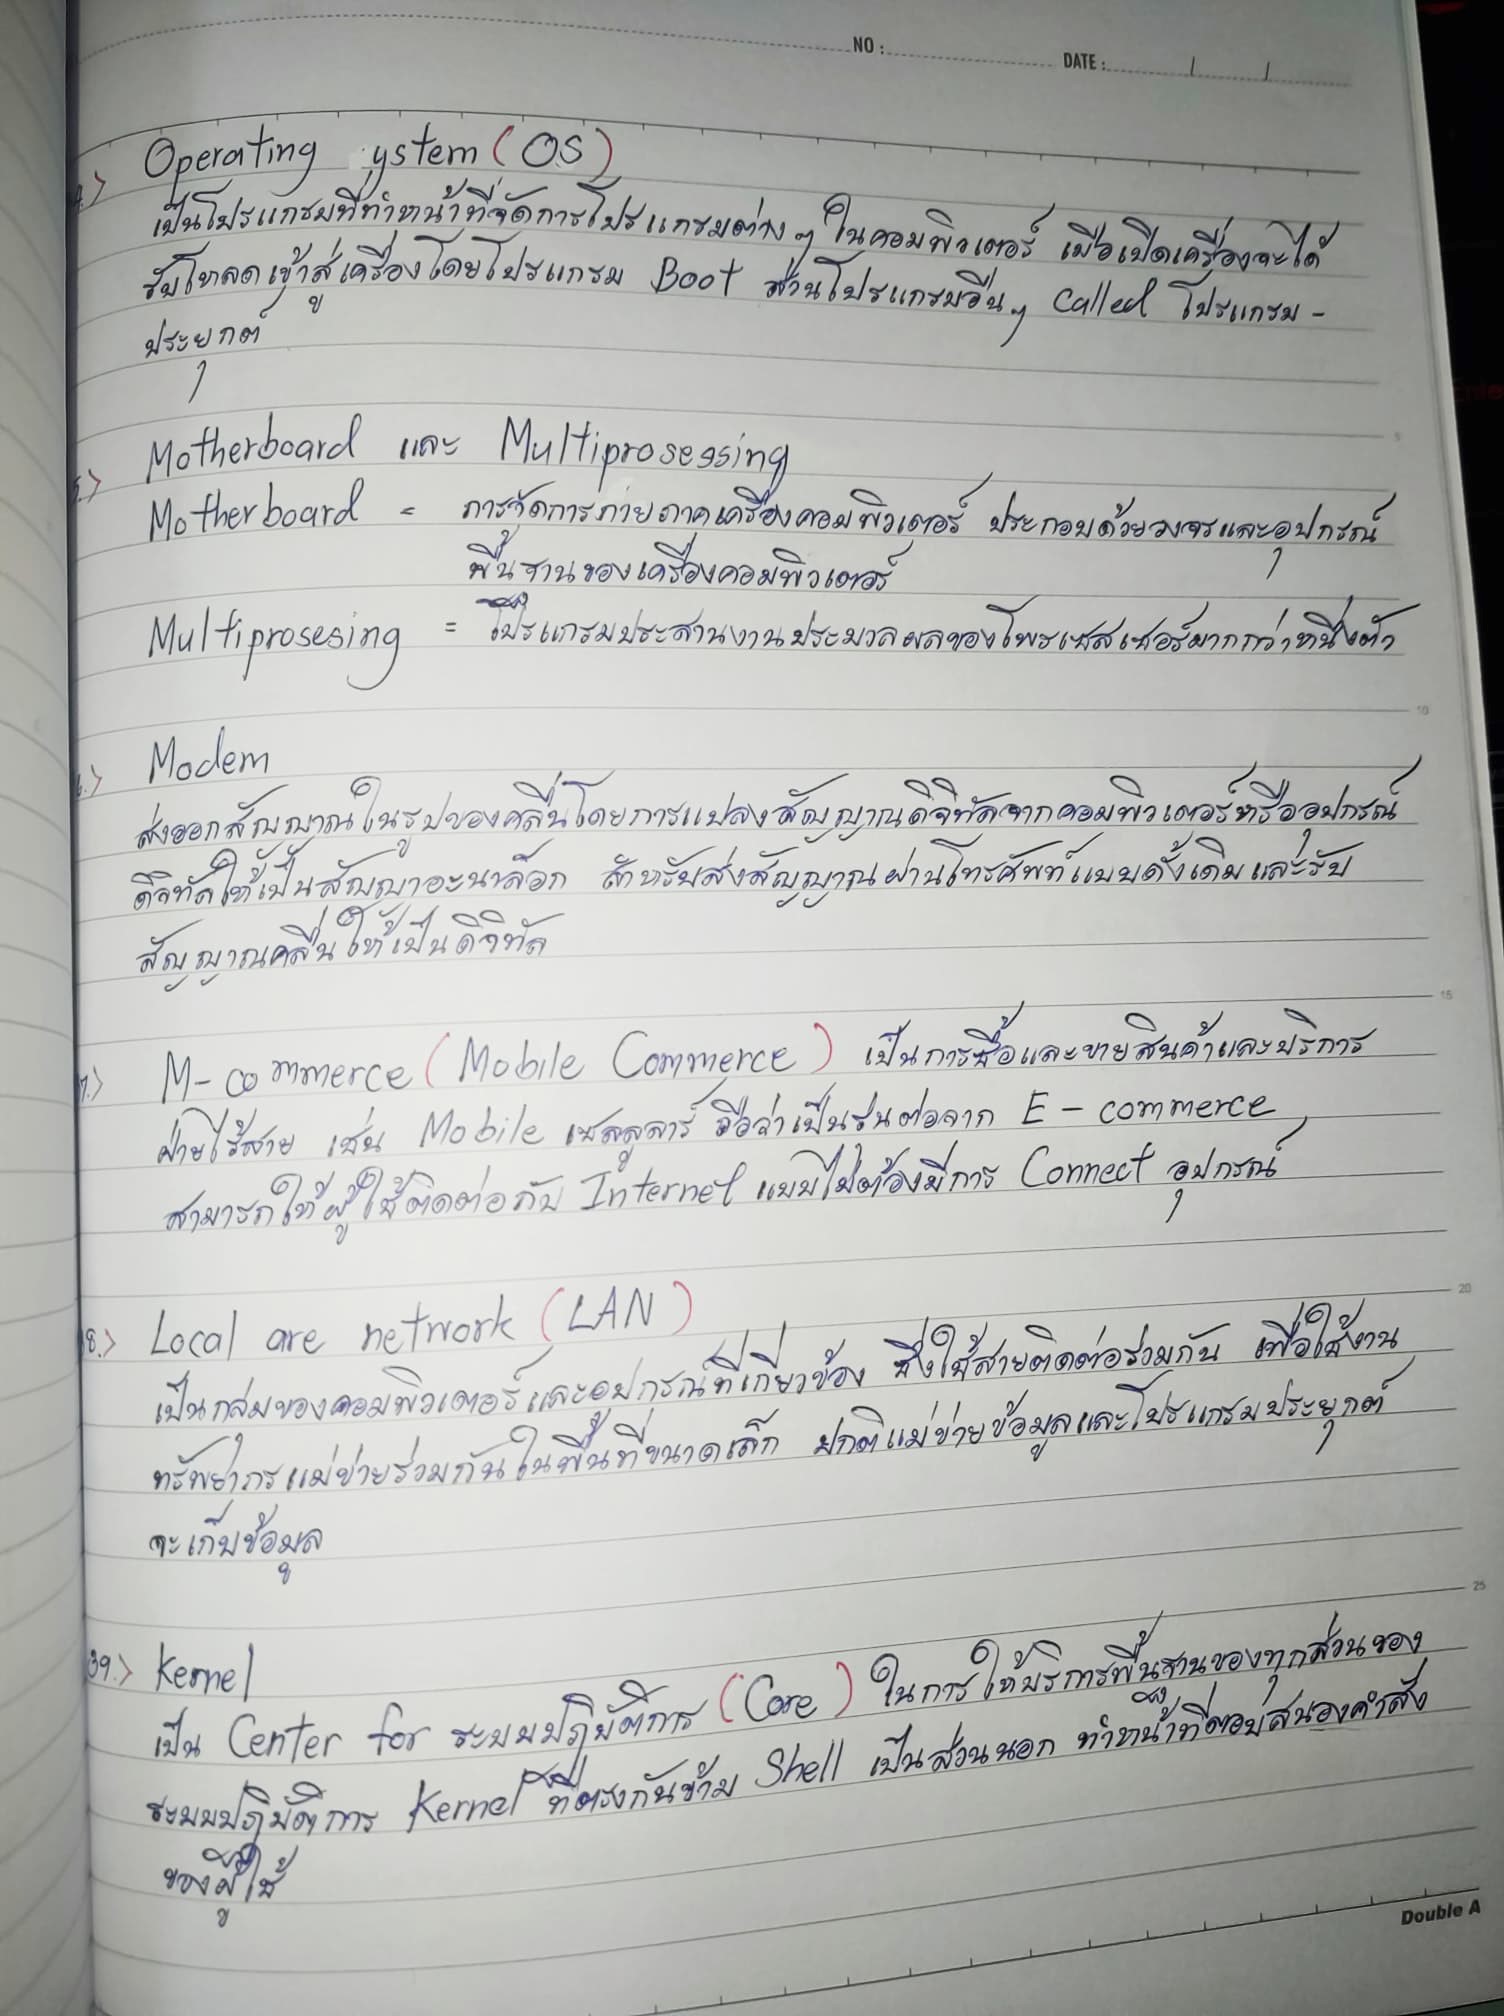 NO :
DATE : / /
4.) Operating ystem (OS)
เป็นโปรแกรมที่ทำหน้าที่จัดการโปรแกรมต่างๆ ในคอมพิวเตอร์ เมื่อเปิดเครื่องจะได้
รับโหลดเข้าสู่เครื่องโดยโปรแกรม Boot ส่วนโปรแกรมอื่นๆ called โปรแกรม -
ประยุกต์
5.) Motherboard และ Multiprosessing
Motherboard = การจัดการภายภาคเครื่องคอมพิวเตอร์ ประกอบด้วยวงจรและอุปกรณ์
พื้นฐานของเครื่องคอมพิวเตอร์
Multiprosesing = โปรแกรมประสานงานประมวลผลของโพรเซสเซอร์มากกว่าหนึ่งตัว
5
10
6.) Modem
ส่งออกสัญญาณในรูปของคลื่นโดยการแปลงสัญญาณดิจิทัลจากคอมพิวเตอร์หรืออุปกรณ์
ดิจิทัลให้เป็นสัญญาอะนาล็อก สำหรับส่งสัญญาณผ่านโทรศัพท์แบบดั้งเดิมและรับ
สัญญาณคลื่นให้เป็นดิจิทัล
15
7.) M-commerce (Mobile Commerce) เป็นการซื้อและขายสินค้าและบริการ
ฝ่ายไร้สาย เช่น Mobile เซลลูลาร์ ถือว่าเป็นรุ่นต่อจาก E - commerce
สามารถให้ผู้ใช้ติดต่อกับ Internet แบบไม่ต้องมีการ Connect อุปกรณ์
20
8.) Local are network (LAN)
เป็นกลุ่มของคอมพิวเตอร์และอุปกรณ์ที่เกี่ยวข้อง ซึ่งใช้สายติดต่อร่วมกัน เพื่อใช้งาน
ทรัพยากรแม่ข่ายร่วมกันในพื้นที่ขนาดเล็ก ปกติแม่ข่ายข้อมูลและโปรแกรมประยุกต์
จะเก็บข้อมูล
25
39.) Kernel
เป็น Center for ระบบปฏิบัติการ (Core) ในการให้บริการพื้นฐานของทุกส่วนของ
ระบบปฏิบัติการ Kernel ที่ตรงกันข้าม Shell เป็นส่วนนอก ทำหน้าที่ตอบสนองคำสั่ง
ของผู้ใช้
Double A